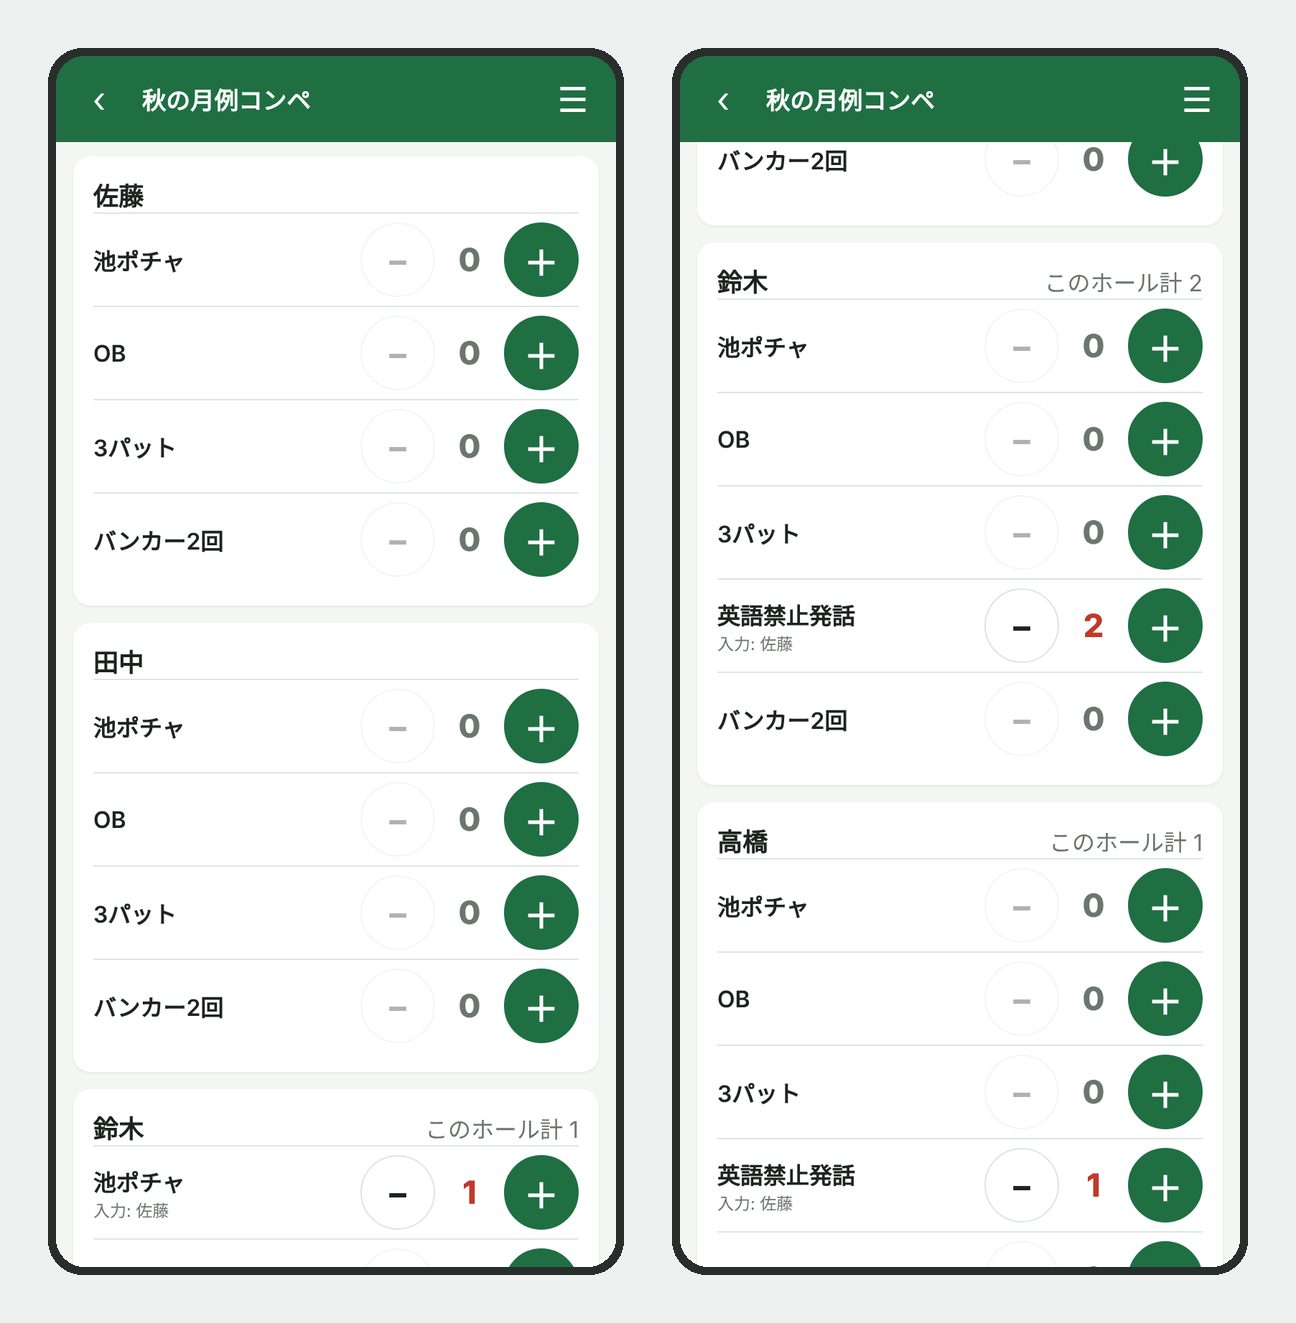 ‹ 秋の月例コンペ ☰
佐藤
池ポチャ − 0 +
OB − 0 +
3パット − 0 +
バンカー2回 − 0 +
田中
池ポチャ − 0 +
OB − 0 +
3パット − 0 +
バンカー2回 − 0 +
鈴木 このホール計 1
池ポチャ − 1 +
入力: 佐藤
‹ 秋の月例コンペ ☰
バンカー2回 − 0 +
鈴木 このホール計 2
池ポチャ − 0 +
OB − 0 +
3パット − 0 +
英語禁止発話 − 2 +
入力: 佐藤
バンカー2回 − 0 +
高橋 このホール計 1
池ポチャ − 0 +
OB − 0 +
3パット − 0 +
英語禁止発話 − 1 +
入力: 佐藤